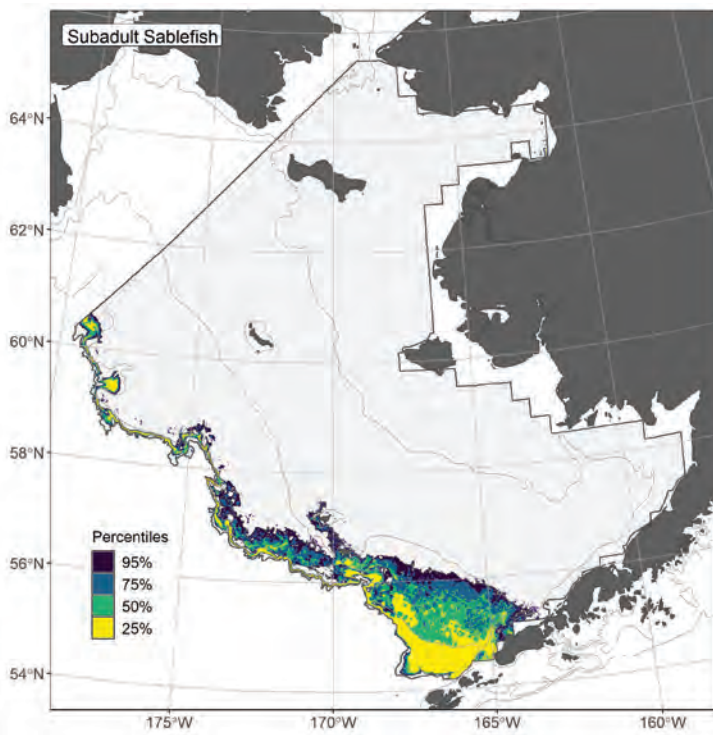 Subadult Sablefish
64°N
62°N
60°N
58°N
56°N
54°N
Percentiles
95%
75%
50%
25%
175°W
170°W
165°W
160°W